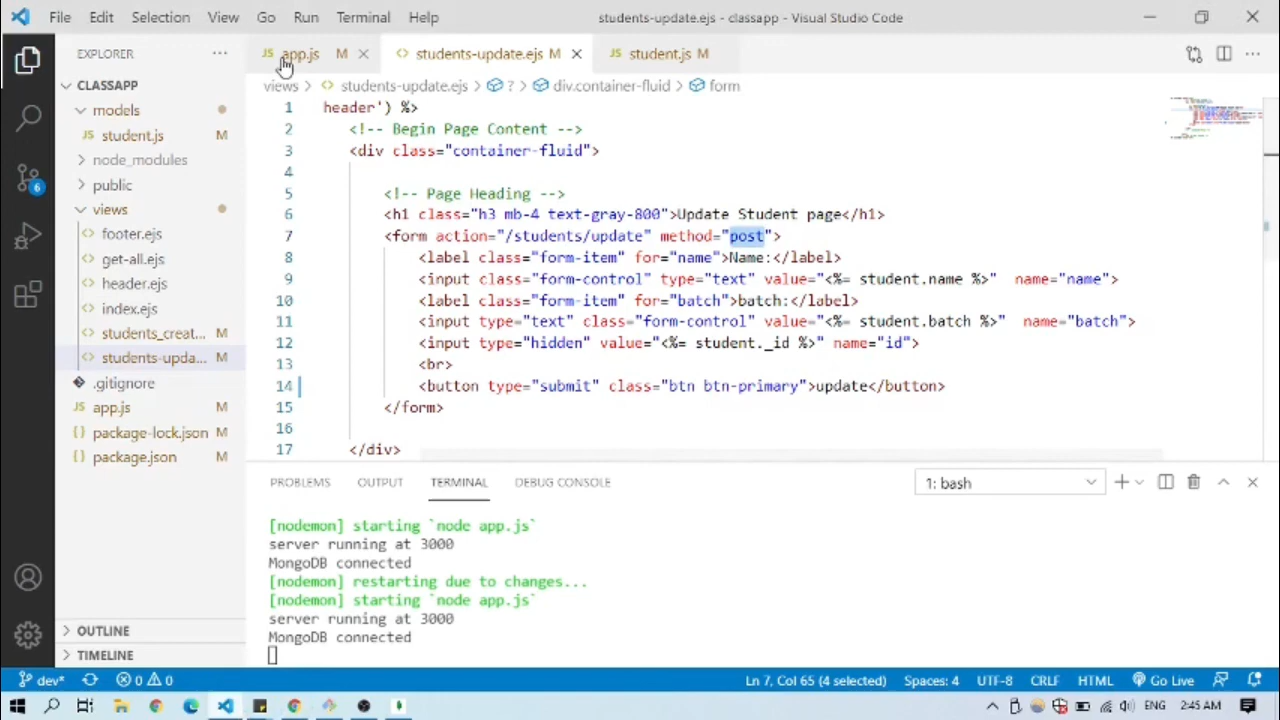 File Edit Selection View Go Run Terminal Help students-update.ejs - classapp - Visual Studio Code
EXPLORER ...
JS app.js M
<> students-update.ejs M
JS student.js M
views > <> students-update.ejs > ? > div.container-fluid > form
CLASSAPP
models
JS student.js M
node_modules
public
views
<> footer.ejs
<> get-all.ejs
<> header.ejs
<> index.ejs
<> students_creat... M
<> students-upda... M
.gitignore
JS app.js M
{} package-lock.json M
{} package.json M
OUTLINE
TIMELINE
6
1 header') %>
2 <!-- Begin Page Content -->
3 <div class="container-fluid">
4
5 <!-- Page Heading -->
6 <h1 class="h3 mb-4 text-gray-800">Update Student page</h1>
7 <form action="/students/update" method="post">
8 <label class="form-item" for="name">Name:</label>
9 <input class="form-control" type="text" value="<%= student.name %>" name="name">
10 <label class="form-item" for="batch">batch:</label>
11 <input type="text" class="form-control" value="<%= student.batch %>" name="batch">
12 <input type="hidden" value="<%= student._id %>" name="id">
13 <br>
14 <button type="submit" class="btn btn-primary">update</button>
15 </form>
16
17 </div>
PROBLEMS OUTPUT TERMINAL DEBUG CONSOLE 1: bash
[nodemon] starting `node app.js`
server running at 3000
MongoDB connected
[nodemon] restarting due to changes...
[nodemon] starting `node app.js`
server running at 3000
MongoDB connected
dev* 0 0 Ln 7, Col 65 (4 selected) Spaces: 4 UTF-8 CRLF HTML Go Live
ENG 2:45 AM